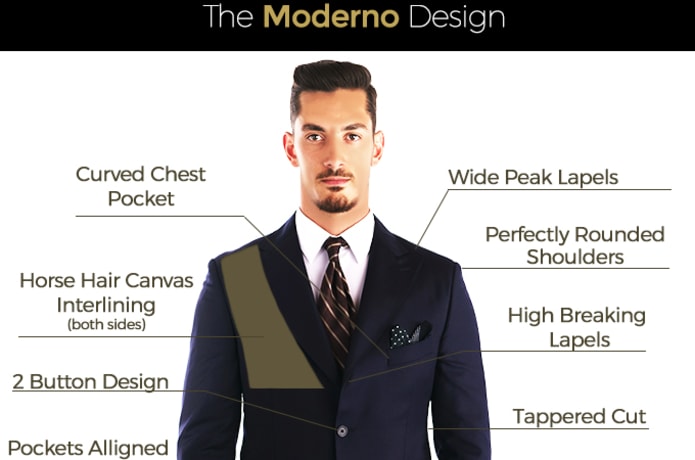 The Moderno Design
Curved Chest
Pocket
Wide Peak Lapels
Perfectly Rounded
Shoulders
Horse Hair Canvas
Interlining
(both sides)
High Breaking
Lapels
2 Button Design
Tappered Cut
Pockets Alligned